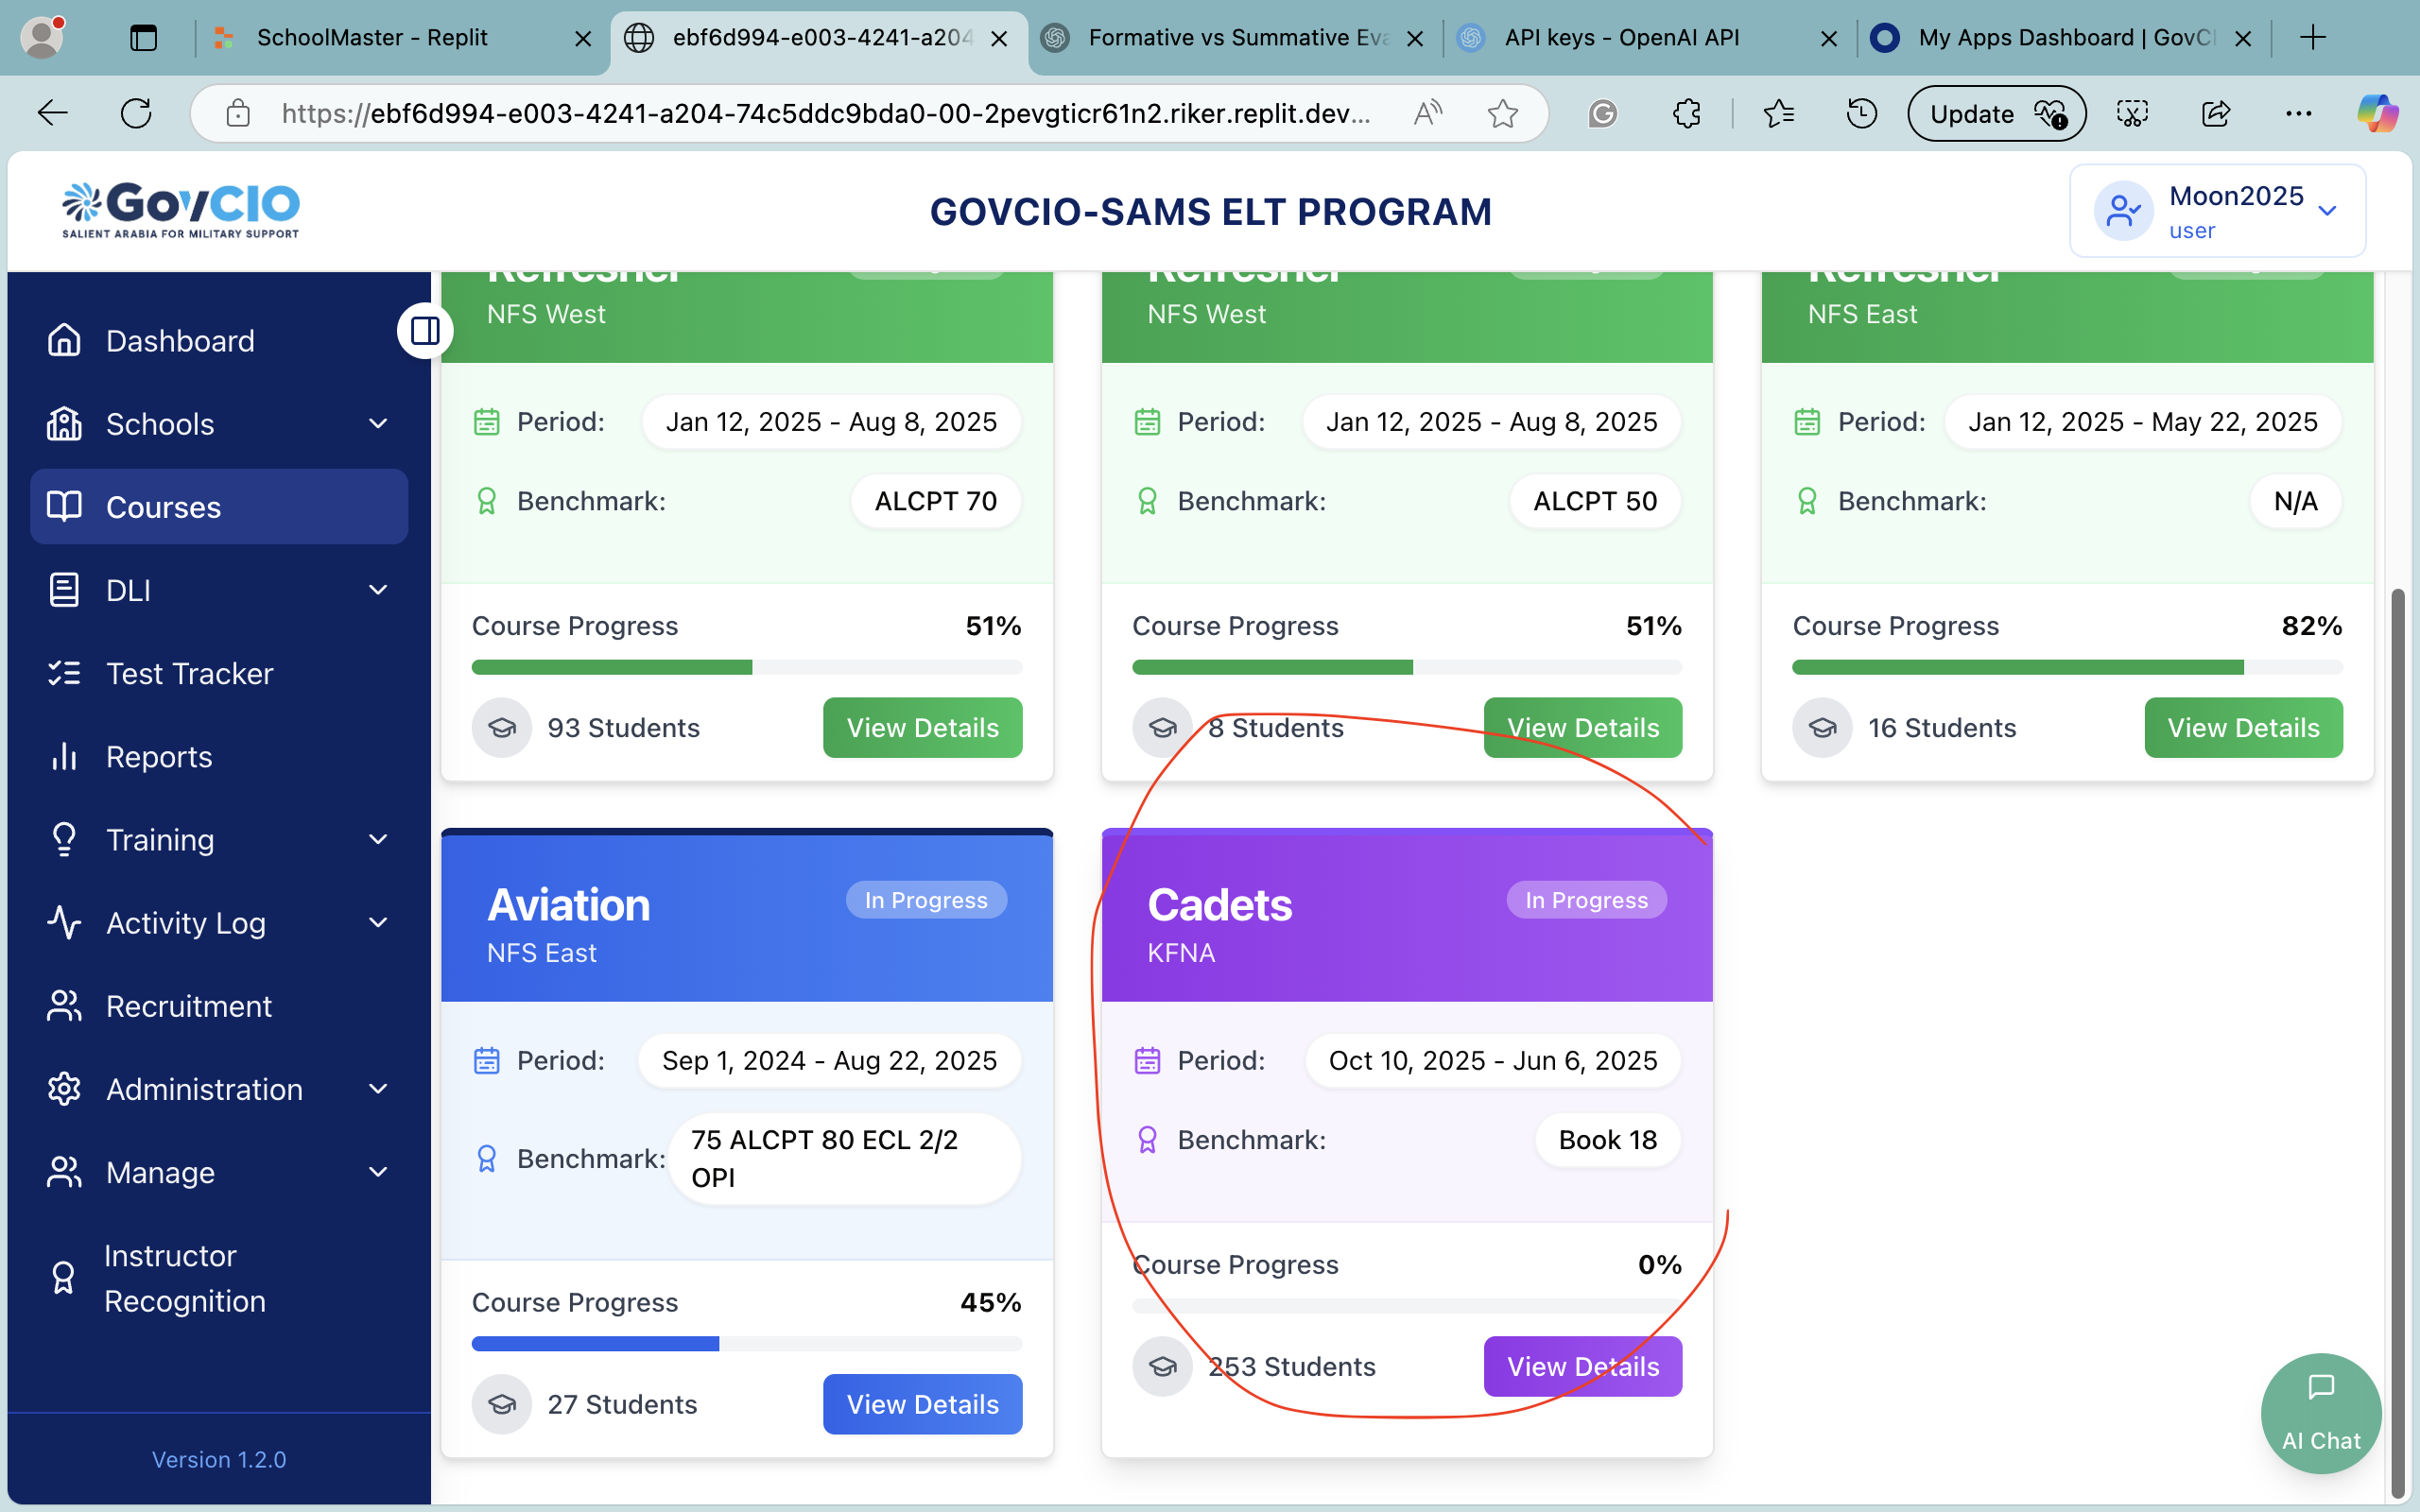 SchoolMaster - Replit
ebf6d994-e003-4241-a204
Formative vs Summative Eva
API keys - OpenAI API
My Apps Dashboard | GovCI
https://ebf6d994-e003-4241-a204-74c5ddc9bda0-00-2pevgticr61n2.riker.replit.dev...
Update
GovCIO
SALIENT ARABIA FOR MILITARY SUPPORT
GOVCIO-SAMS ELT PROGRAM
Moon2025
user
Dashboard
Schools
Courses
DLI
Test Tracker
Reports
Training
Activity Log
Recruitment
Administration
Manage
Instructor
Recognition
Version 1.2.0
Refresher
NFS West
Period:
Jan 12, 2025 - Aug 8, 2025
Benchmark:
ALCPT 70
Course Progress
51%
93 Students
View Details
Refresher
NFS West
Period:
Jan 12, 2025 - Aug 8, 2025
Benchmark:
ALCPT 50
Course Progress
51%
8 Students
View Details
Refresher
NFS East
Period:
Jan 12, 2025 - May 22, 2025
Benchmark:
N/A
Course Progress
82%
16 Students
View Details
Aviation
In Progress
NFS East
Period:
Sep 1, 2024 - Aug 22, 2025
Benchmark:
75 ALCPT 80 ECL 2/2
OPI
Course Progress
45%
27 Students
View Details
Cadets
In Progress
KFNA
Period:
Oct 10, 2025 - Jun 6, 2025
Benchmark:
Book 18
Course Progress
0%
253 Students
View Details
AI Chat